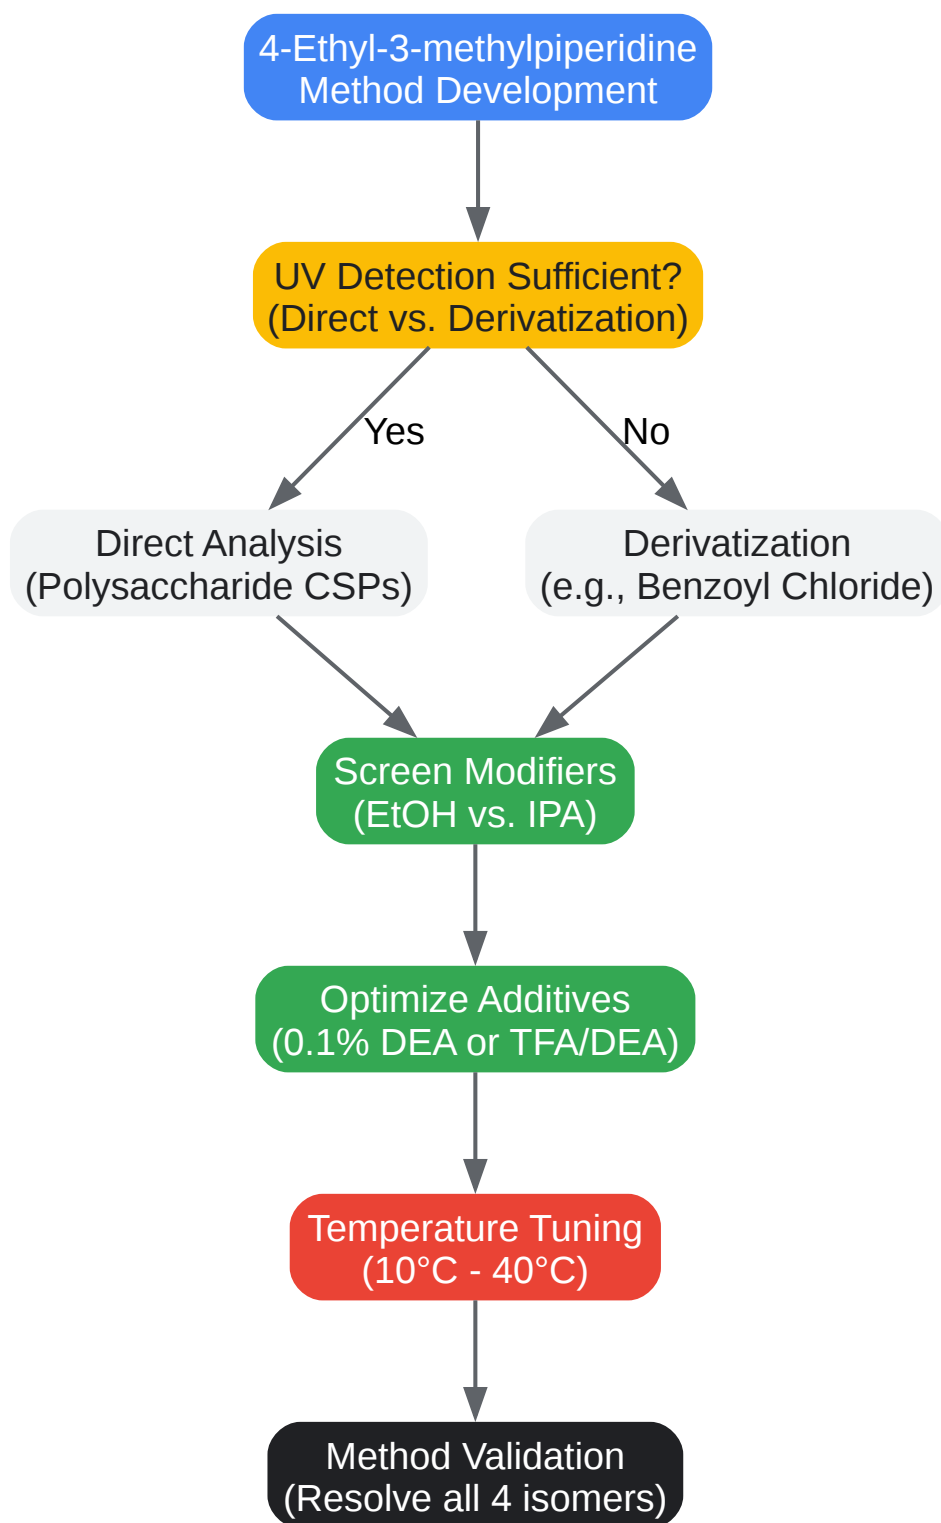 4-Ethyl-3-methylpiperidine
Method Development
UV Detection Sufficient?
(Direct vs. Derivatization)
Yes
No
Direct Analysis
(Polysaccharide CSPs)
Derivatization
(e.g., Benzoyl Chloride)
Screen Modifiers
(EtOH vs. IPA)
Optimize Additives
(0.1% DEA or TFA/DEA)
Temperature Tuning
(10°C - 40°C)
Method Validation
(Resolve all 4 isomers)